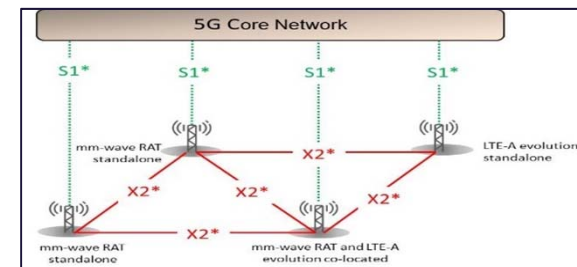 5G Core Network
S1* S1* S1* S1*
mm-wave RAT
standalone
X2*
LTE-A evolution
standalone
X2* X2* X2*
X2*
mm-wave RAT
standalone
mm-wave RAT and LTE-A
evolution co-located